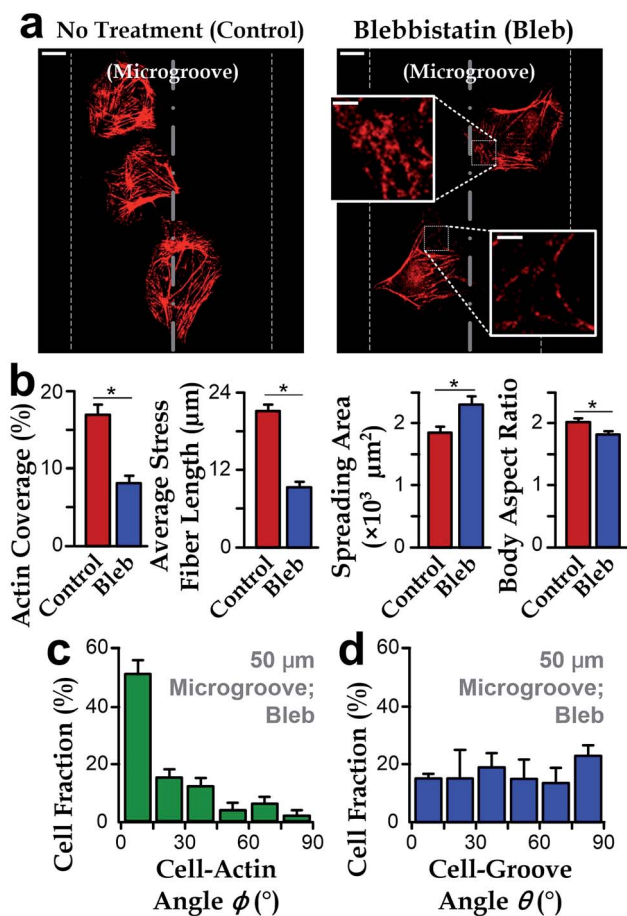 a
No Treatment (Control)
Blebbistatin (Bleb)
(Microgroove)
(Microgroove)
b
Actin Coverage (%)
20
10
0
*
Control
Bleb
Average Stress
Fiber Length (μm)
24
12
0
*
Control
Bleb
Spreading Area
(×10³ μm²)
2
1
0
*
Control
Bleb
Body Aspect Ratio
2
1
0
*
Control
Bleb
c
Cell Fraction (%)
60
40
20
0
50 μm
Microgroove;
Bleb
0
30
60
90
Cell-Actin
Angle ϕ (°)
d
Cell Fraction (%)
60
40
20
0
50 μm
Microgroove;
Bleb
0
30
60
90
Cell-Groove
Angle θ (°)